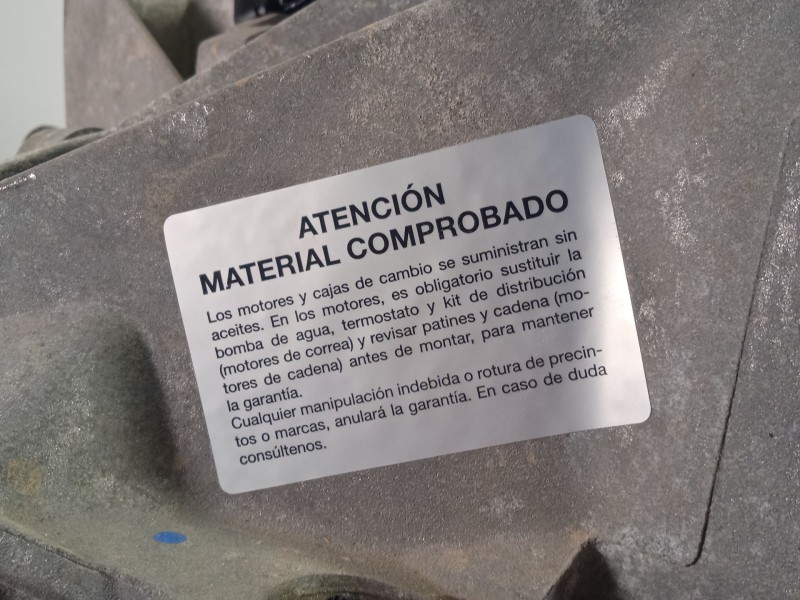 ATENCIÓN
MATERIAL COMPROBADO
Los motores y cajas de cambio se suministran sin
aceites. En los motores, es obligatorio sustituir la
bomba de agua, termostato y kit de distribución
(motores de correa) y revisar patines y cadena (mo-
tores de cadena) antes de montar, para mantener
la garantía.
Cualquier manipulación indebida o rotura de precin-
tos o marcas, anulará la garantía. En caso de duda
consúltenos.